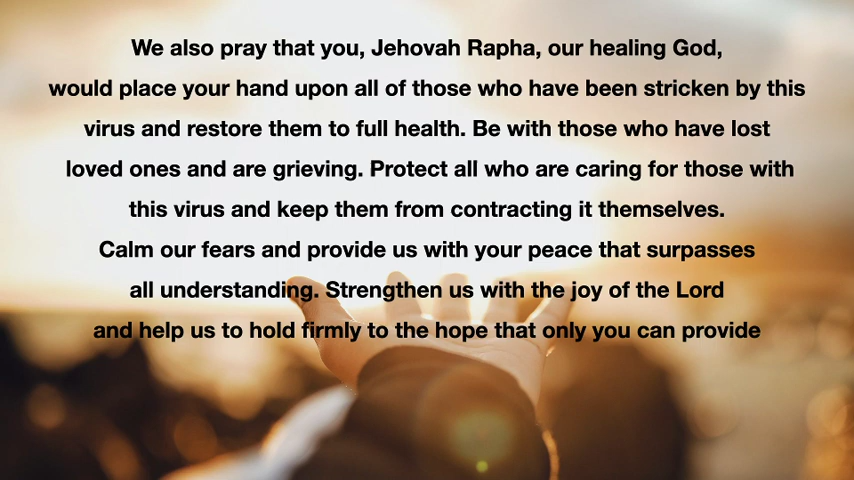 We also pray that you, Jehovah Rapha, our healing God,
would place your hand upon all of those who have been stricken by this
virus and restore them to full health. Be with those who have lost
loved ones and are grieving. Protect all who are caring for those with
this virus and keep them from contracting it themselves.
Calm our fears and provide us with your peace that surpasses
all understanding. Strengthen us with the joy of the Lord
and help us to hold firmly to the hope that only you can provide